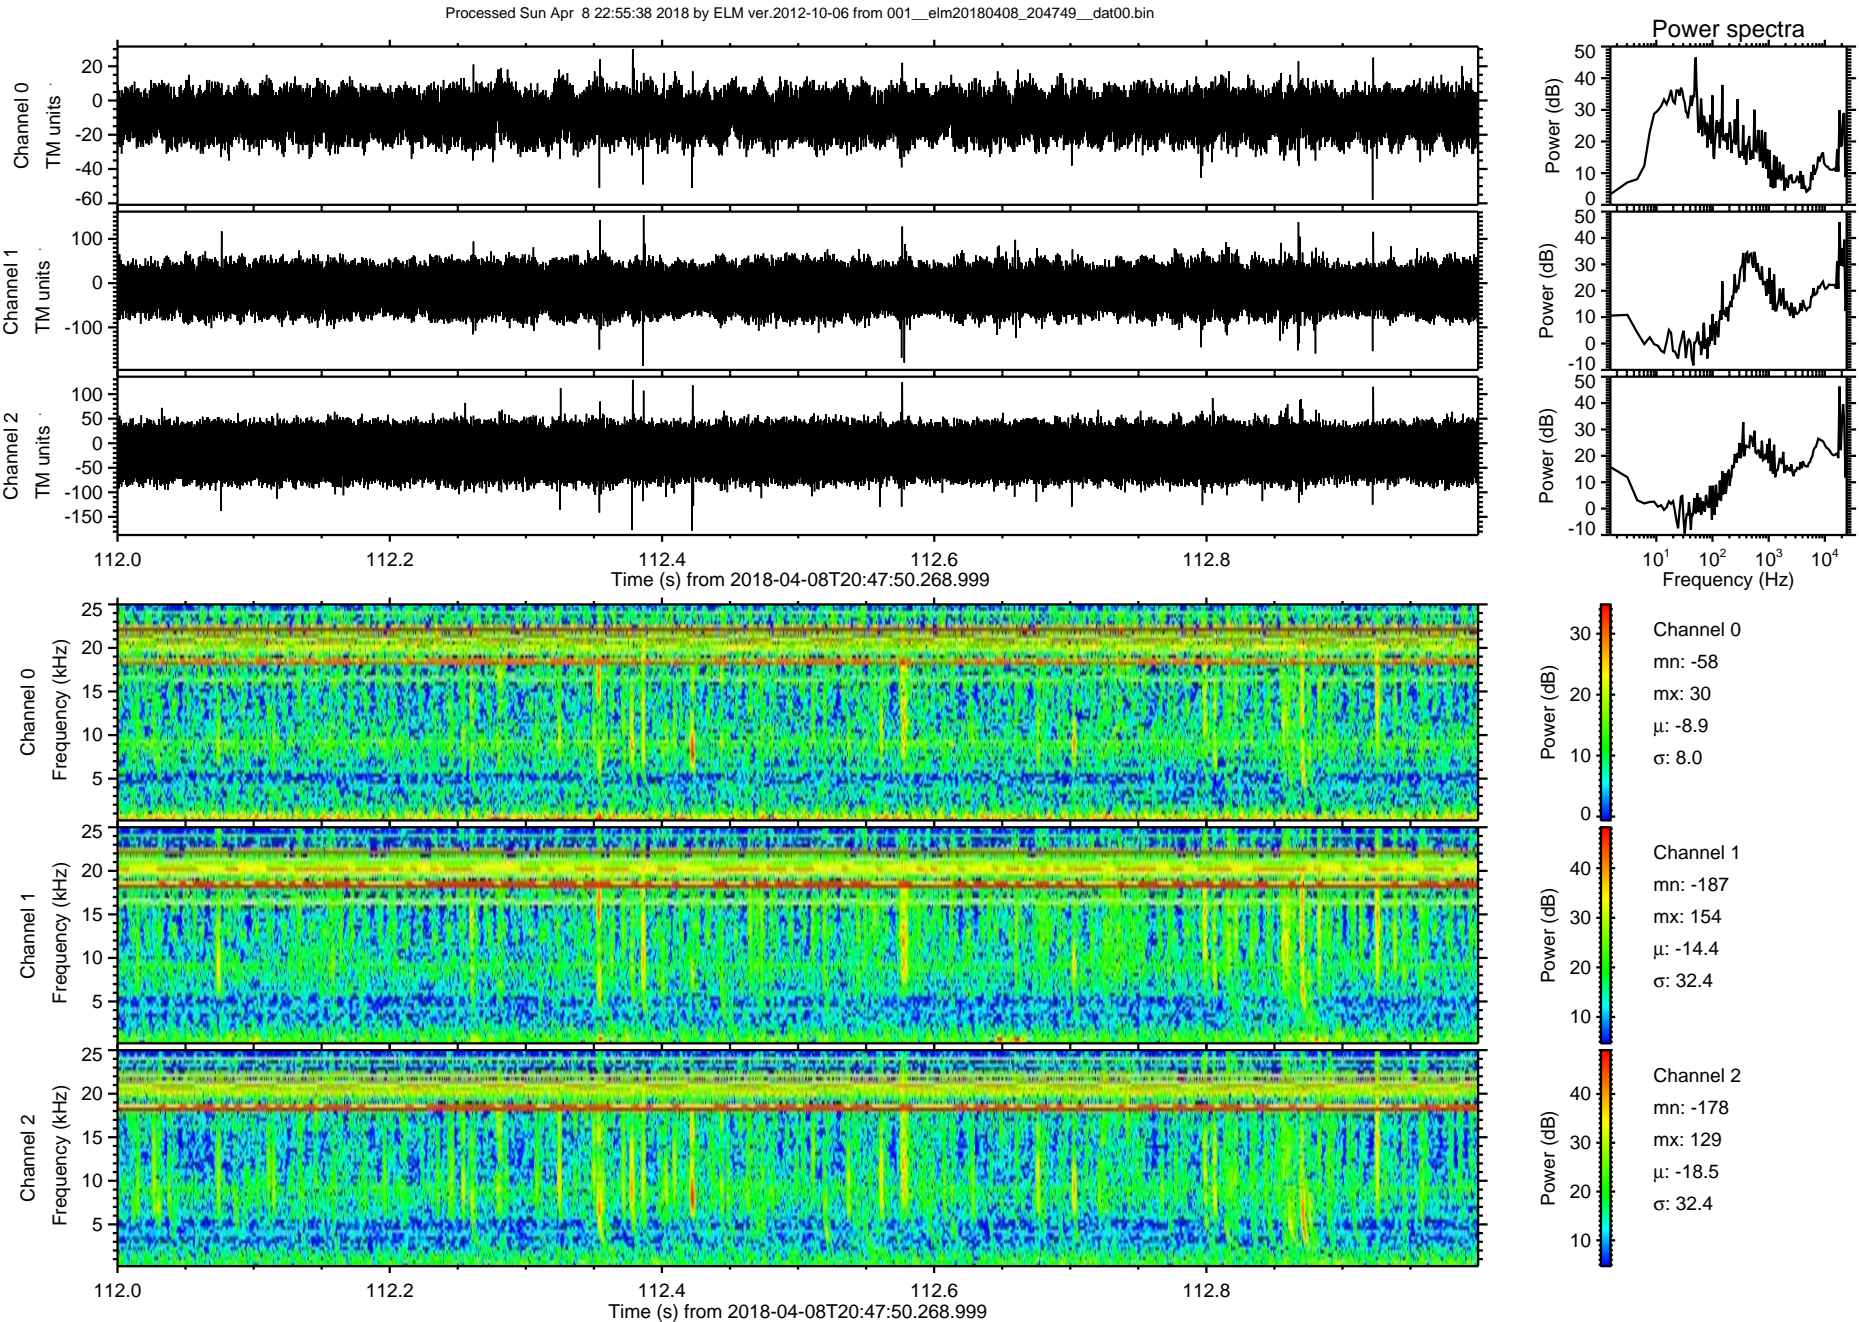 Processed Sun Apr  8 22:55:38 2018 by ELM ver.2012-10-06 from 001__elm20180408_204749__dat00.bin
Power spectra
Channel 0
TM units
20
0
-20
-40
-60
Power (dB)
50
40
30
20
10
0
Channel 1
TM units
100
0
-100
Power (dB)
50
40
30
20
10
0
-10
Channel 2
TM units
100
50
0
-50
-100
-150
Power (dB)
50
40
30
20
10
0
-10
112.0 112.2 112.4 112.6 112.8
Time (s) from 2018-04-08T20:47:50.268.999
10^1 10^2 10^3 10^4
Frequency (Hz)
Channel 0
Frequency (kHz)
25
20
15
10
5
Power (dB)
30
20
10
0
Channel 0
mn: -58
mx: 30
μ: -8.9
σ: 8.0
Channel 1
Frequency (kHz)
25
20
15
10
5
Power (dB)
40
30
20
10
Channel 1
mn: -187
mx: 154
μ: -14.4
σ: 32.4
Channel 2
Frequency (kHz)
25
20
15
10
5
Power (dB)
40
30
20
10
Channel 2
mn: -178
mx: 129
μ: -18.5
σ: 32.4
112.0 112.2 112.4 112.6 112.8
Time (s) from 2018-04-08T20:47:50.268.999